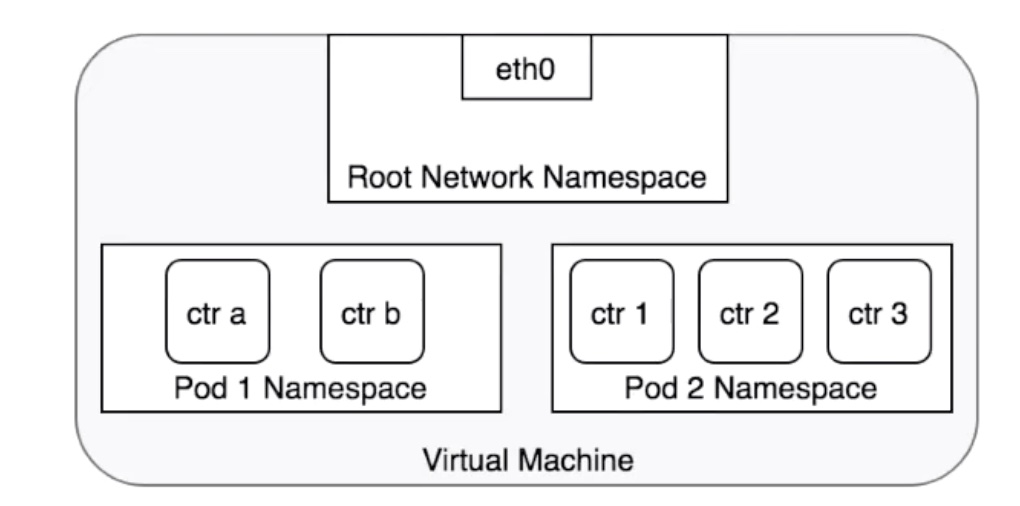 eth0
Root Network Namespace
ctr a
ctr b
Pod 1 Namespace
ctr 1
ctr 2
ctr 3
Pod 2 Namespace
Virtual Machine